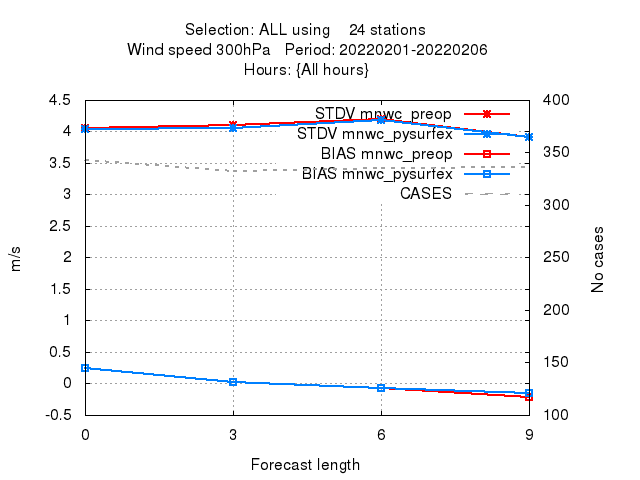 Selection: ALL using    24 stations
Wind speed 300hPa   Period: 20220201-20220206
Hours: {All hours}
4.5
4
3.5
3
2.5
2
1.5
1
0.5
0
-0.5
m/s
STDV mnwc_preop
STDV mnwc_pysurfex
BIAS mnwc_preop
BIAS mnwc_pysurfex
CASES
400
350
300
250
200
150
100
No cases
0 3 6 9
Forecast length